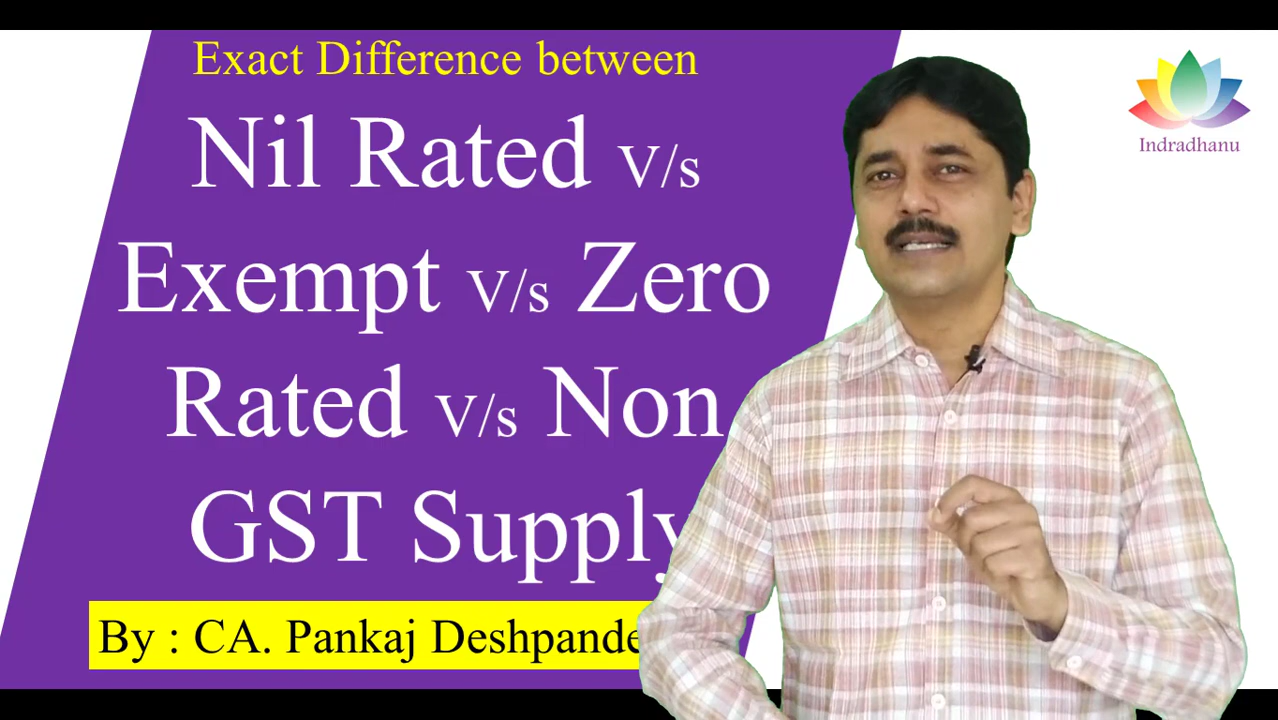 Exact Difference between
Nil Rated V/s
Exempt V/s Zero
Rated V/s Non
GST Supply
By : CA. Pankaj Deshpande
Indradhanu